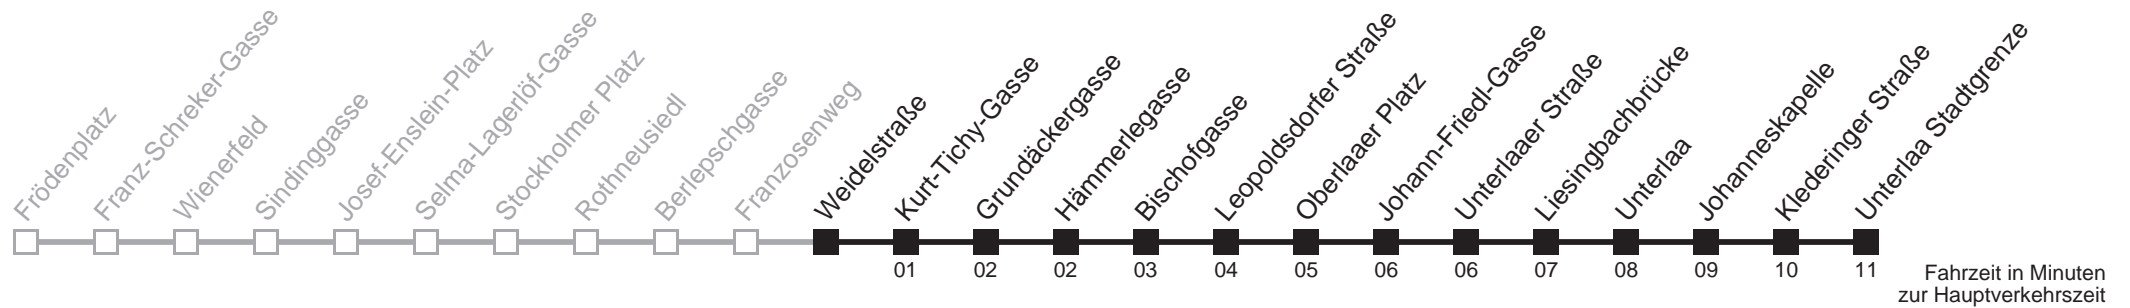 Frödenplatz
Franz-Schreker-Gasse
Wienerfeld
Sindinggasse
Josef-Enslein-Platz
Selma-Lagerlöf-Gasse
Stockholmer Platz
Rothneusiedl
Berlepschgasse
Franzosenweg
Weidelstraße
Kurt-Tichy-Gasse
Grundäckergasse
Hämmerlegasse
Bischofgasse
Leopoldsdorfer Straße
Oberlaaer Platz
Johann-Friedl-Gasse
Unterlaaer Straße
Liesingbachbrücke
Unterlaa
Johanneskapelle
Klederinger Straße
Unterlaa Stadtgrenze
01 02 02 03 04 05 06 06 07 08 09 10 11
Fahrzeit in Minuten
zur Hauptverkehrszeit